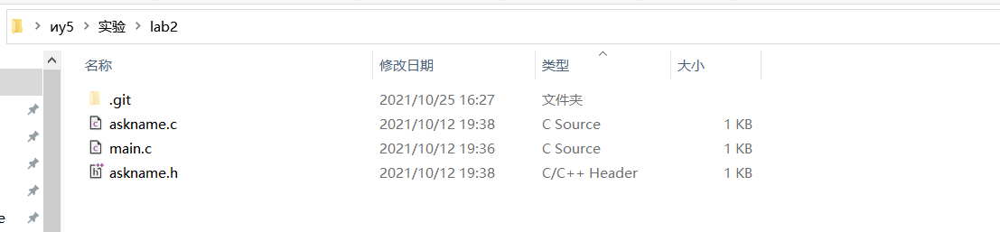 иу5 > 实验 > lab2
名称 修改日期 类型 大小
.git 2021/10/25 16:27 文件夹
askname.c 2021/10/12 19:38 C Source 1 KB
main.c 2021/10/12 19:36 C Source 1 KB
askname.h 2021/10/12 19:38 C/C++ Header 1 KB
e